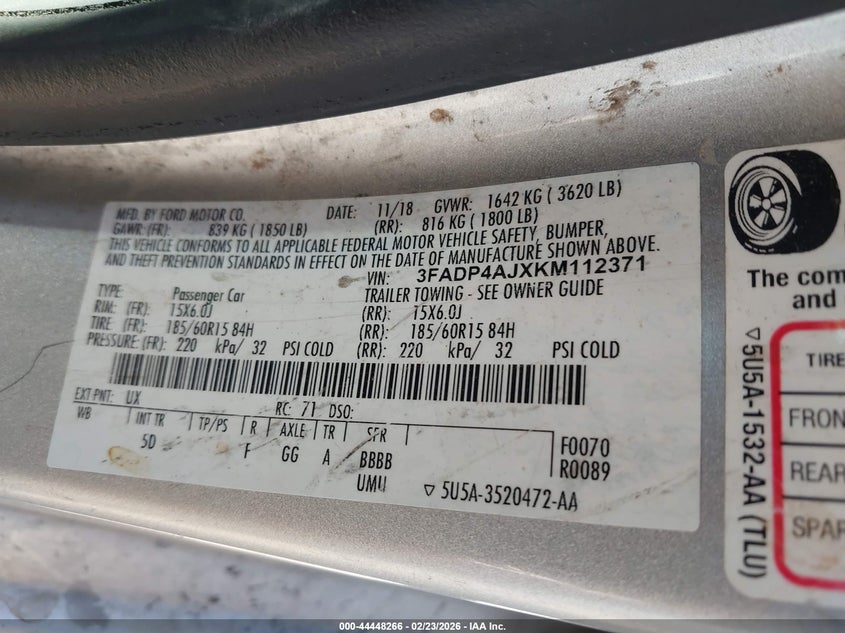 MFD. BY FORD MOTOR CO. DATE: 11/18 GVWR: 1642 KG ( 3620 LB)
GAWR: (FR): 839 KG ( 1850 LB) (RR): 816 KG ( 1800 LB)
THIS VEHICLE CONFORMS TO ALL APPLICABLE FEDERAL MOTOR VEHICLE SAFETY, BUMPER,
AND THEFT PREVENTION STANDARDS IN EFFECT ON THE DATE OF MANUFACTURE SHOWN ABOVE.
VIN: 3FADP4AJXKM112371
TYPE: Passenger Car TRAILER TOWING - SEE OWNER GUIDE
RIM: (FR): 15X6.0J (RR): 15X6.0J
TIRE (FR): 185/60R15 84H (RR): 185/60R15 84H
PRESSURE: (FR): 220 kPa/ 32 PSI COLD (RR): 220 kPa/ 32 PSI COLD
EXT PNT: UX RC: 71 DSO:
WB INT TR TP/PS R AXLE TR SPR
5D F GG A BBBB F0070
UMU R0089
▽ 5U5A-3520472-AA
The com
and
▽ 5U5A-1532-AA (TLU)
TIRE
FRON
REAR
SPAR
000-44448266 - 02/23/2026 - IAA Inc.